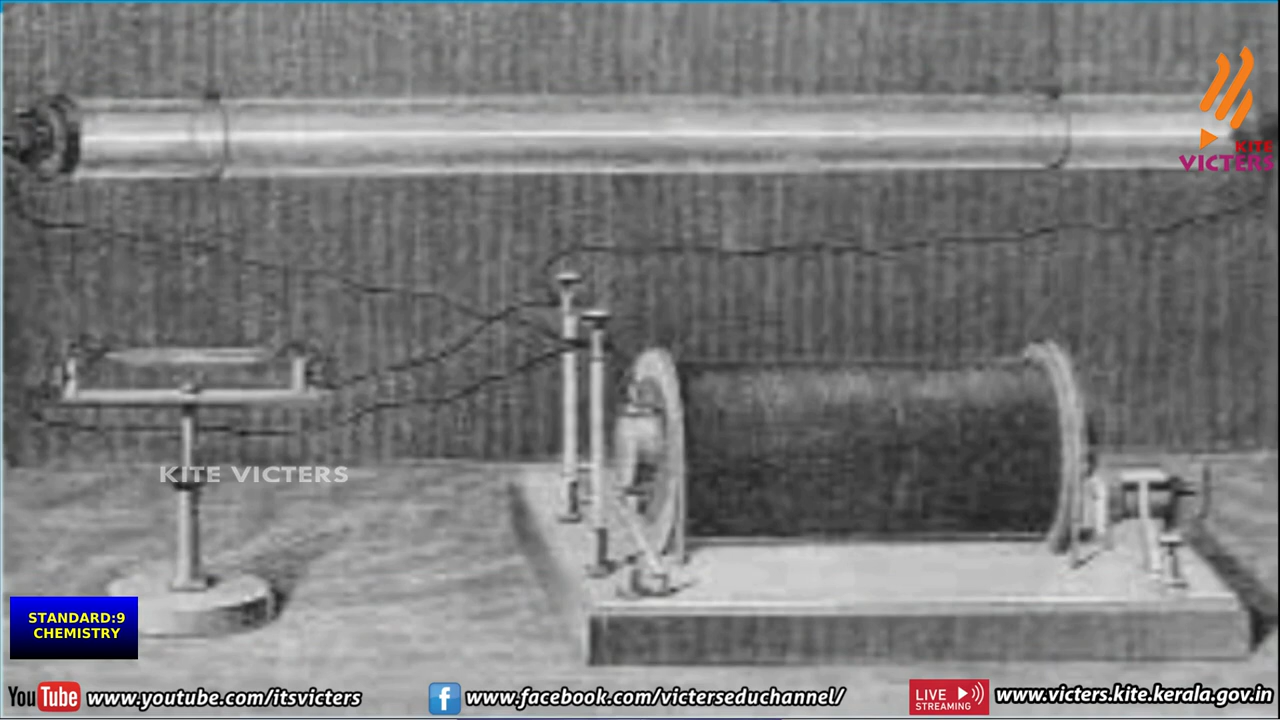 KITE
VICTERS
KITE VICTERS
STANDARD:9
CHEMISTRY
YouTube www.youtube.com/itsvicters
f www.facebook.com/victerseduchannel/
LIVE
STREAMING
www.victers.kite.kerala.gov.in